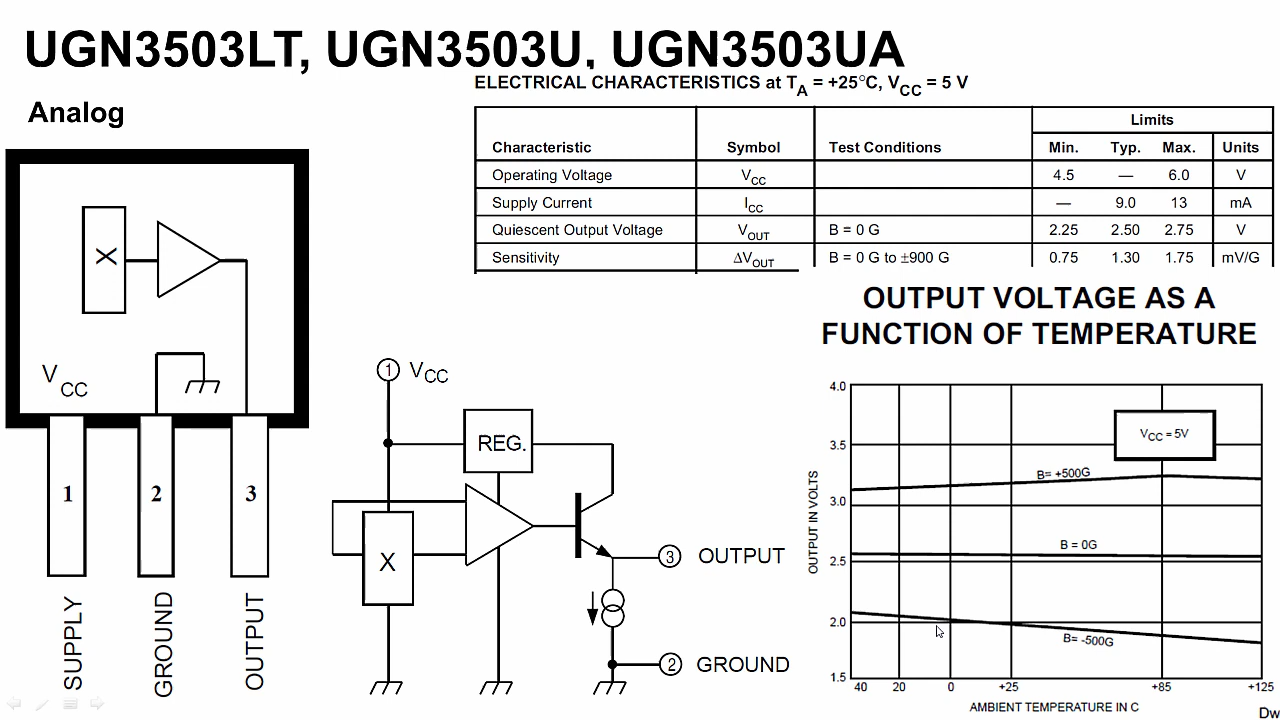 UGN3503LT, UGN3503U, UGN3503UA
Analog
ELECTRICAL CHARACTERISTICS at TA = +25°C, VCC = 5 V
Limits
Characteristic Symbol Test Conditions Min. Typ. Max. Units
Operating Voltage VCC 4.5 — 6.0 V
Supply Current ICC — 9.0 13 mA
Quiescent Output Voltage VOUT B = 0 G 2.25 2.50 2.75 V
Sensitivity ΔVOUT B = 0 G to ±900 G 0.75 1.30 1.75 mV/G
X
VCC
1 2 3
SUPPLY
GROUND
OUTPUT
1 VCC
REG.
X
3 OUTPUT
2 GROUND
OUTPUT VOLTAGE AS A
FUNCTION OF TEMPERATURE
4.0
3.5
3.0
2.5
2.0
1.5
OUTPUT IN VOLTS
VCC = 5V
B= +500G
B = 0G
B= -500G
40 20 0 +25 +85 +125
AMBIENT TEMPERATURE IN C
Dw